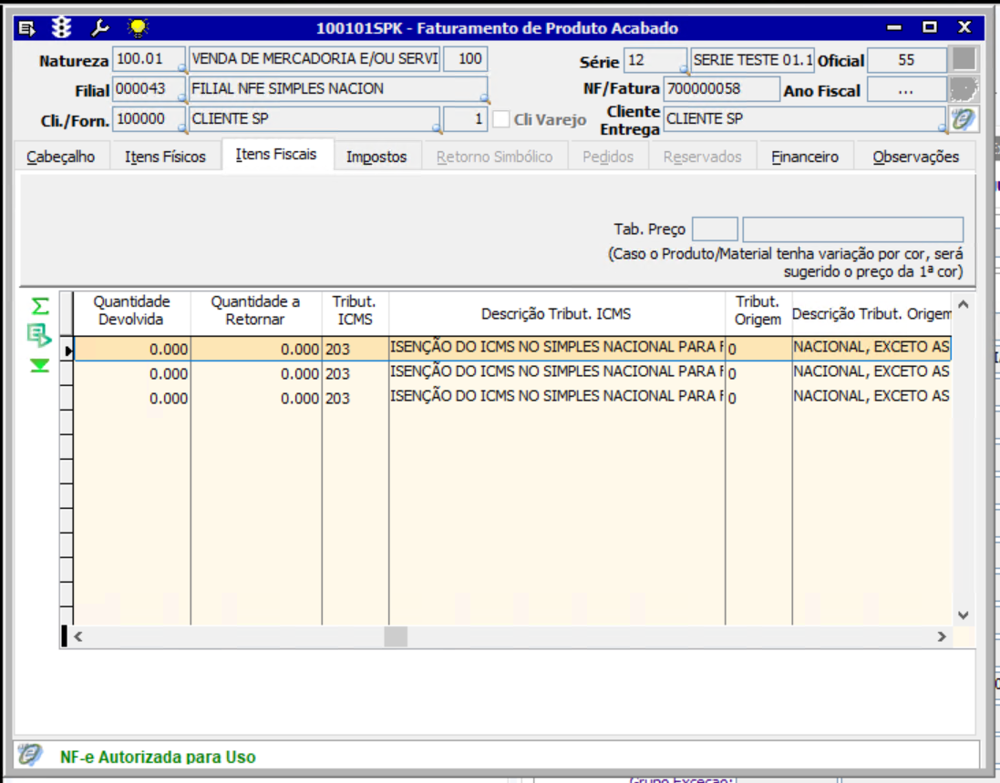 100101SPK - Faturamento de Produto Acabado
Natureza 100.01 VENDA DE MERCADORIA E/OU SERVI 100 Série 12 SERIE TESTE 01.1 Oficial 55
Filial 000043 FILIAL NFE SIMPLES NACION NF/Fatura 700000058 Ano Fiscal ...
Cli./Forn. 100000 CLIENTE SP 1 Cli Varejo Cliente Entrega CLIENTE SP
Cabeçalho Itens Físicos Itens Fiscais Impostos Retorno Simbólico Pedidos Reservados Financeiro Observações
Tab. Preço
(Caso o Produto/Material tenha variação por cor, será
sugerido o preço da 1ª cor)
Quantidade Devolvida Quantidade a Retornar Tribut. ICMS Descrição Tribut. ICMS Tribut. Origem Descrição Tribut. Origem
0.000 0.000 203 ISENÇÃO DO ICMS NO SIMPLES NACIONAL PARA F 0 NACIONAL, EXCETO AS
0.000 0.000 203 ISENÇÃO DO ICMS NO SIMPLES NACIONAL PARA F 0 NACIONAL, EXCETO AS
0.000 0.000 203 ISENÇÃO DO ICMS NO SIMPLES NACIONAL PARA F 0 NACIONAL, EXCETO AS
NF-e Autorizada para Uso
Grupo Exceção: